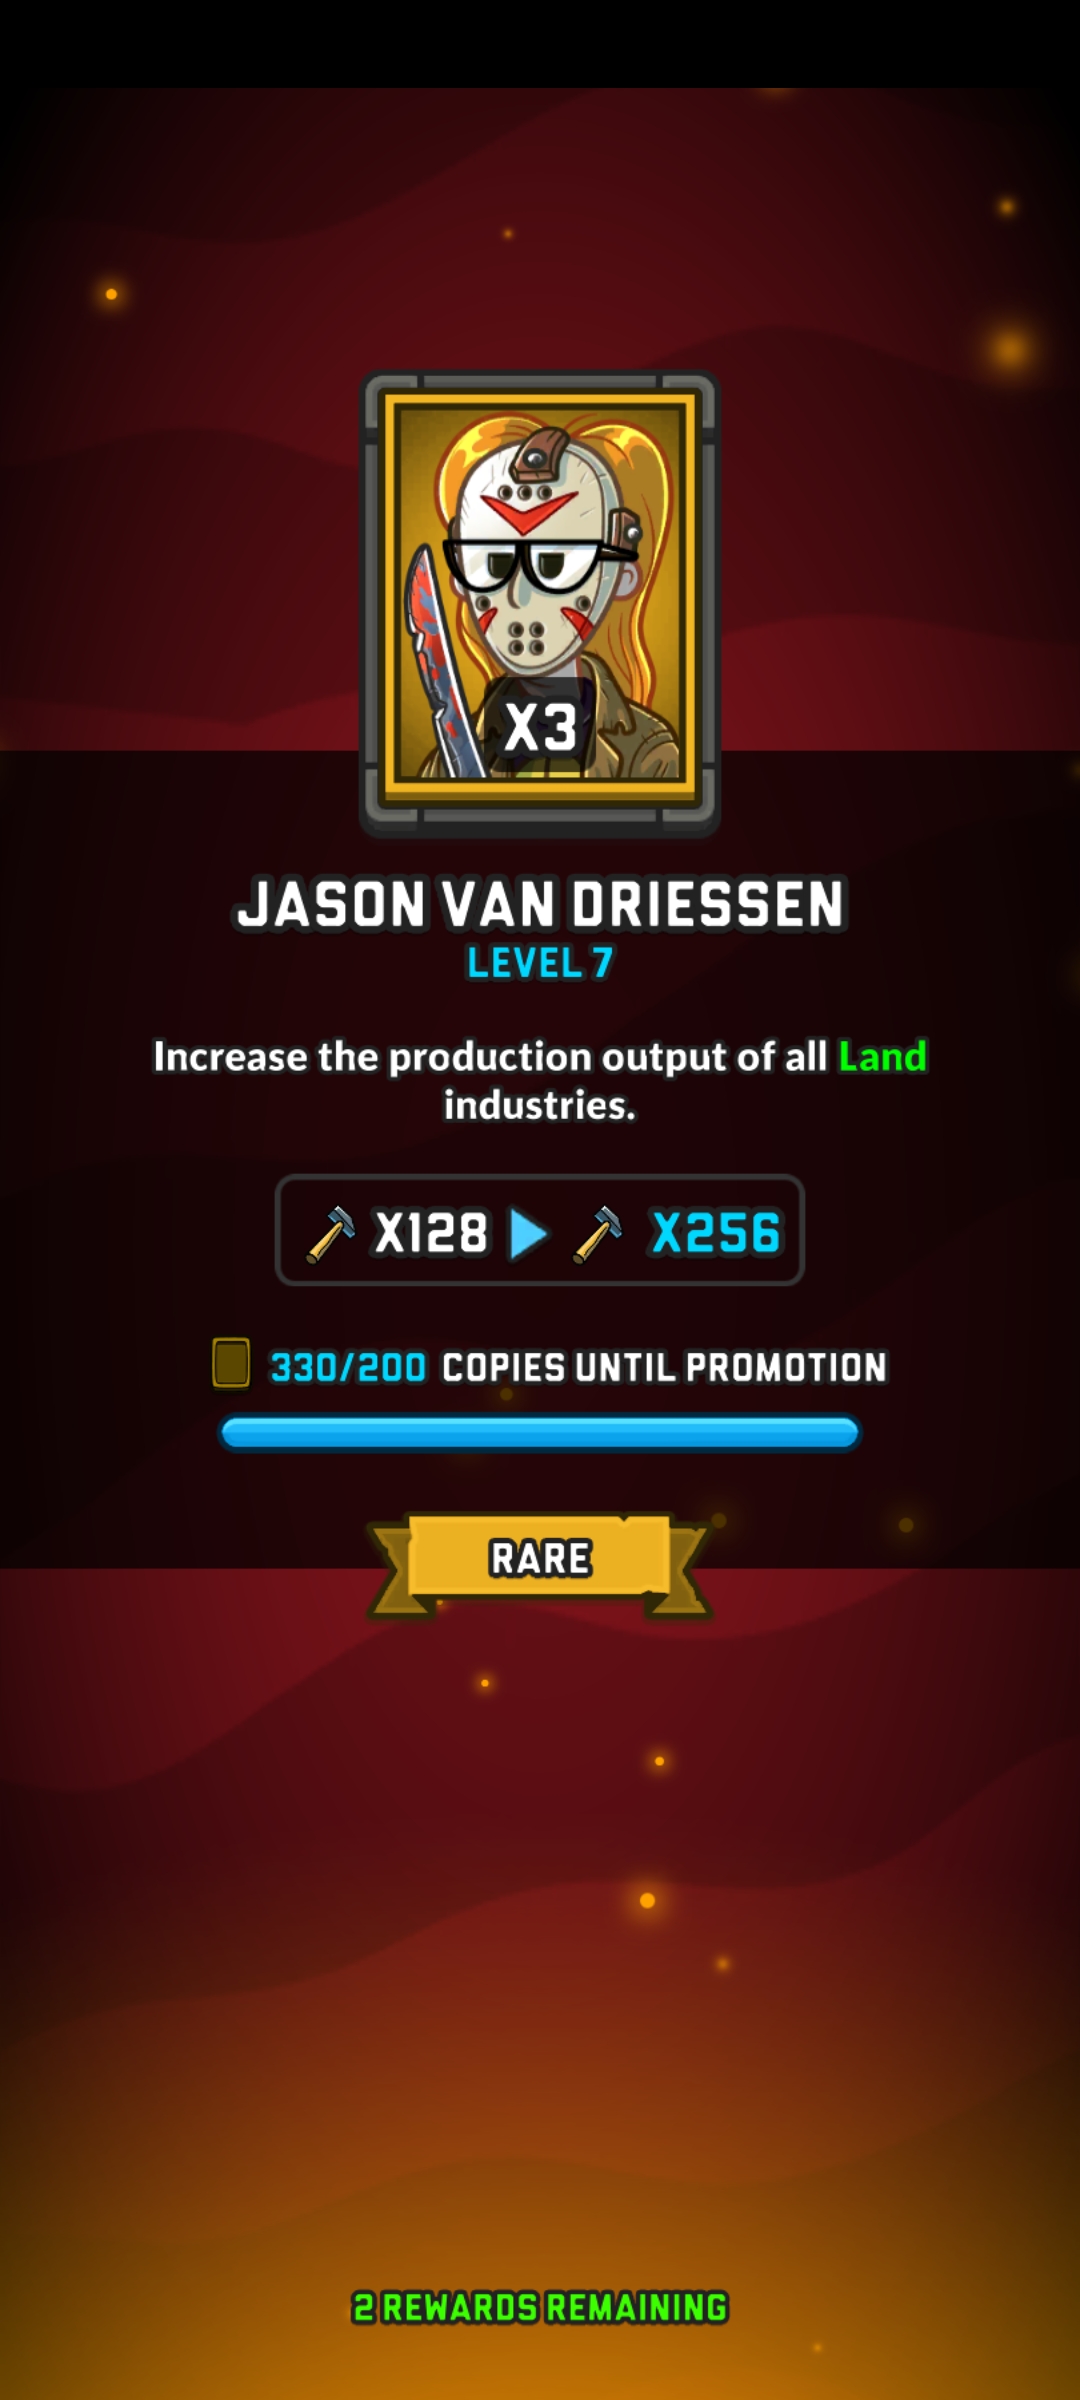 X3
JASON VAN DRIESSEN
LEVEL 7
Increase the production output of all Land
industries.
X128 X256
330/200 COPIES UNTIL PROMOTION
RARE
2 REWARDS REMAINING